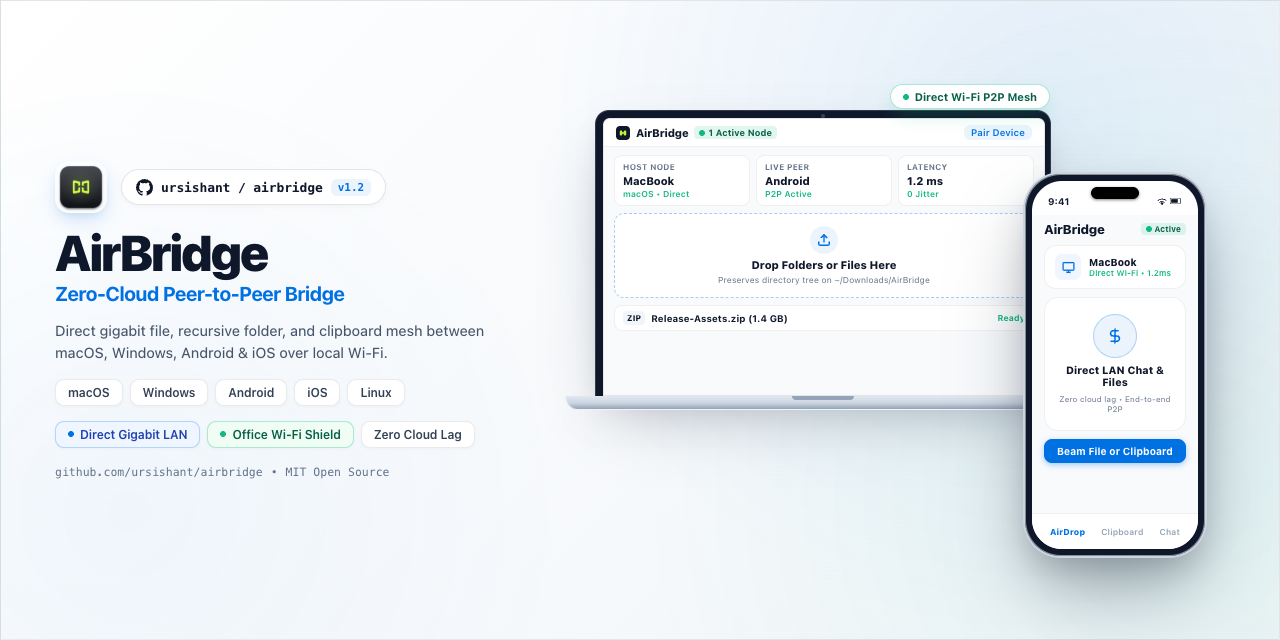 ursishant / airbridge v1.2
AirBridge
Zero-Cloud Peer-to-Peer Bridge
Direct gigabit file, recursive folder, and clipboard mesh between
macOS, Windows, Android & iOS over local Wi-Fi.
macOS Windows Android iOS Linux
Direct Gigabit LAN Office Wi-Fi Shield Zero Cloud Lag
github.com/ursishant/airbridge • MIT Open Source
Direct Wi-Fi P2P Mesh
AirBridge 1 Active Node Pair Device
HOST NODE LIVE PEER LATENCY
MacBook Android 1.2 ms
macOS • Direct P2P Active 0 Jitter
Drop Folders or Files Here
Preserves directory tree on ~/Downloads/AirBridge
ZIP Release-Assets.zip (1.4 GB) Ready
9:41
AirBridge Active
MacBook
Direct Wi-Fi • 1.2ms
$
Direct LAN Chat &
Files
Zero cloud lag • End-to-end
P2P
Beam File or Clipboard
AirDrop Clipboard Chat